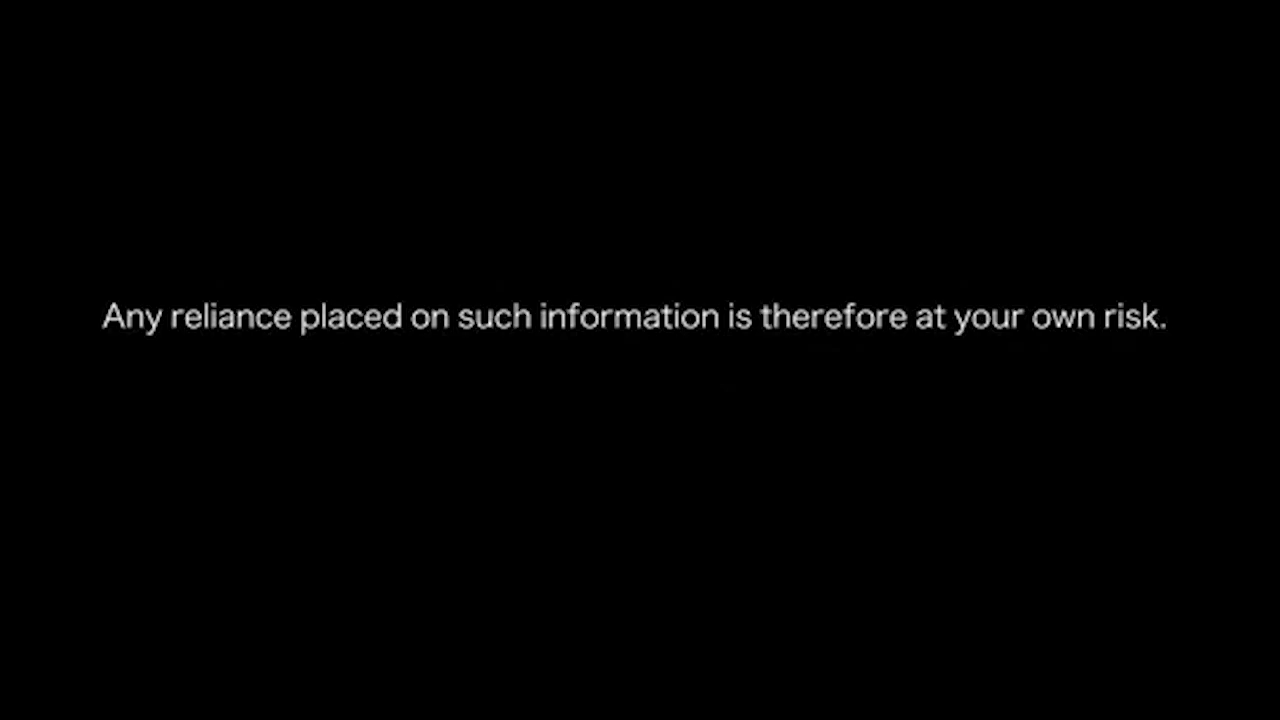 Any reliance placed on such information is therefore at your own risk.